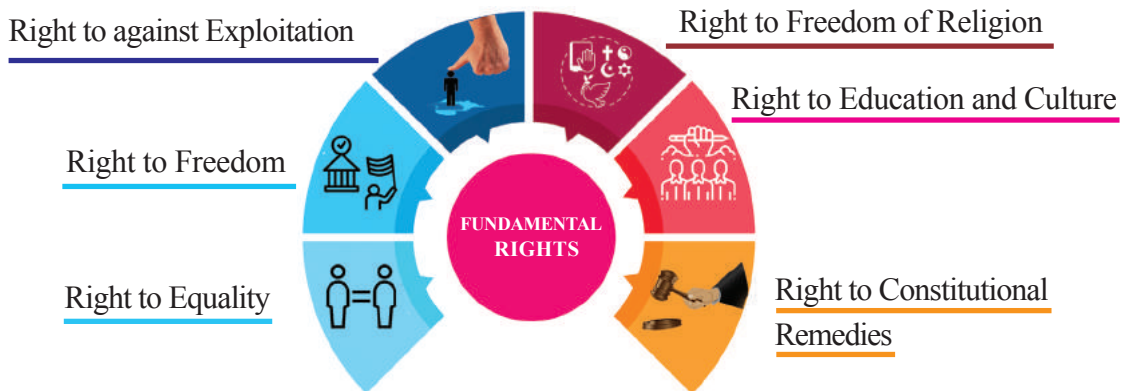 Right to against Exploitation
Right to Freedom of Religion
Right to Education and Culture
Right to Freedom
FUNDAMENTAL
RIGHTS
Right to Equality
Right to Constitutional
Remedies